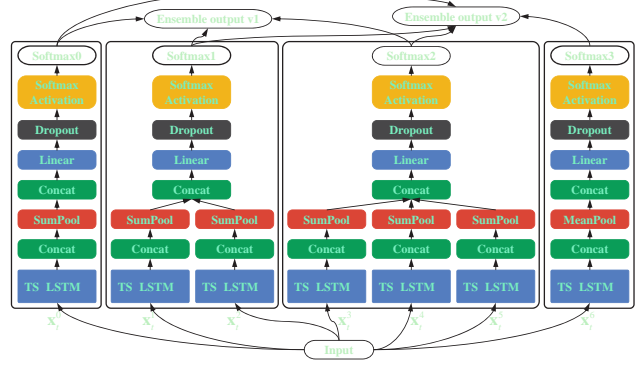 Ensemble output v1
Ensemble output v2
Softmax0
Softmax1
Softmax2
Softmax3
Softmax
Activation
Softmax
Activation
Softmax
Activation
Softmax
Activation
Dropout
Dropout
Dropout
Dropout
Linear
Linear
Linear
Linear
Concat
Concat
Concat
Concat
SumPool
SumPool
SumPool
SumPool
SumPool
SumPool
MeanPool
Concat
Concat
Concat
Concat
Concat
Concat
Concat
TS LSTM
TS LSTM
TS LSTM
TS LSTM
TS LSTM
TS LSTM
TS LSTM
Input